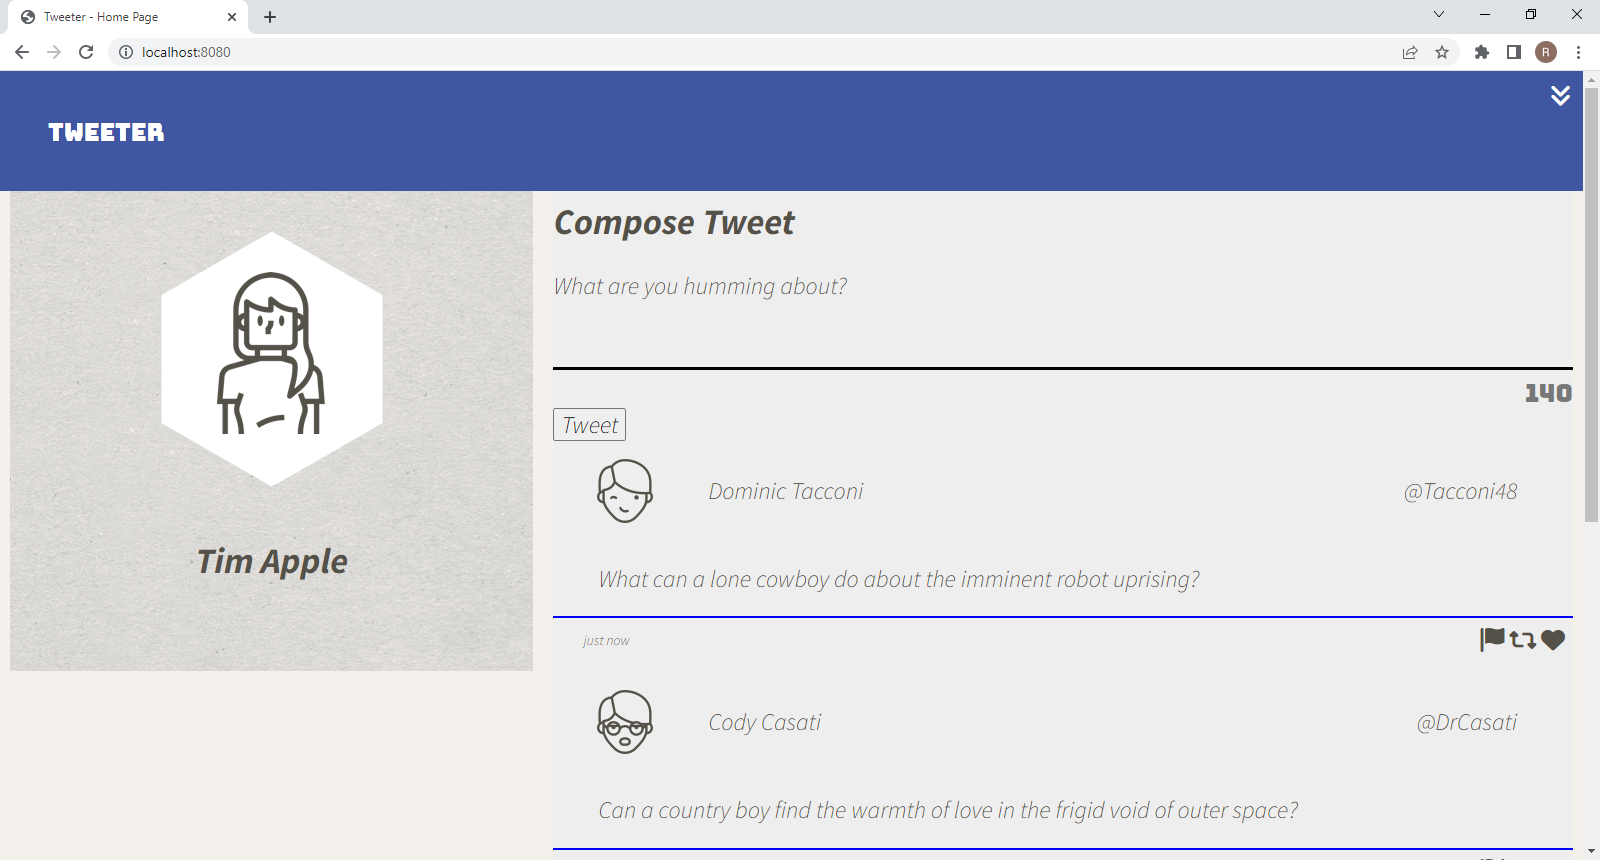 Tweeter - Home Page
localhost:8080
R
TWEETER
Tim Apple
Compose Tweet
What are you humming about?
140
Tweet
Dominic Tacconi @Tacconi48
What can a lone cowboy do about the imminent robot uprising?
just now
Cody Casati @DrCasati
Can a country boy find the warmth of love in the frigid void of outer space?